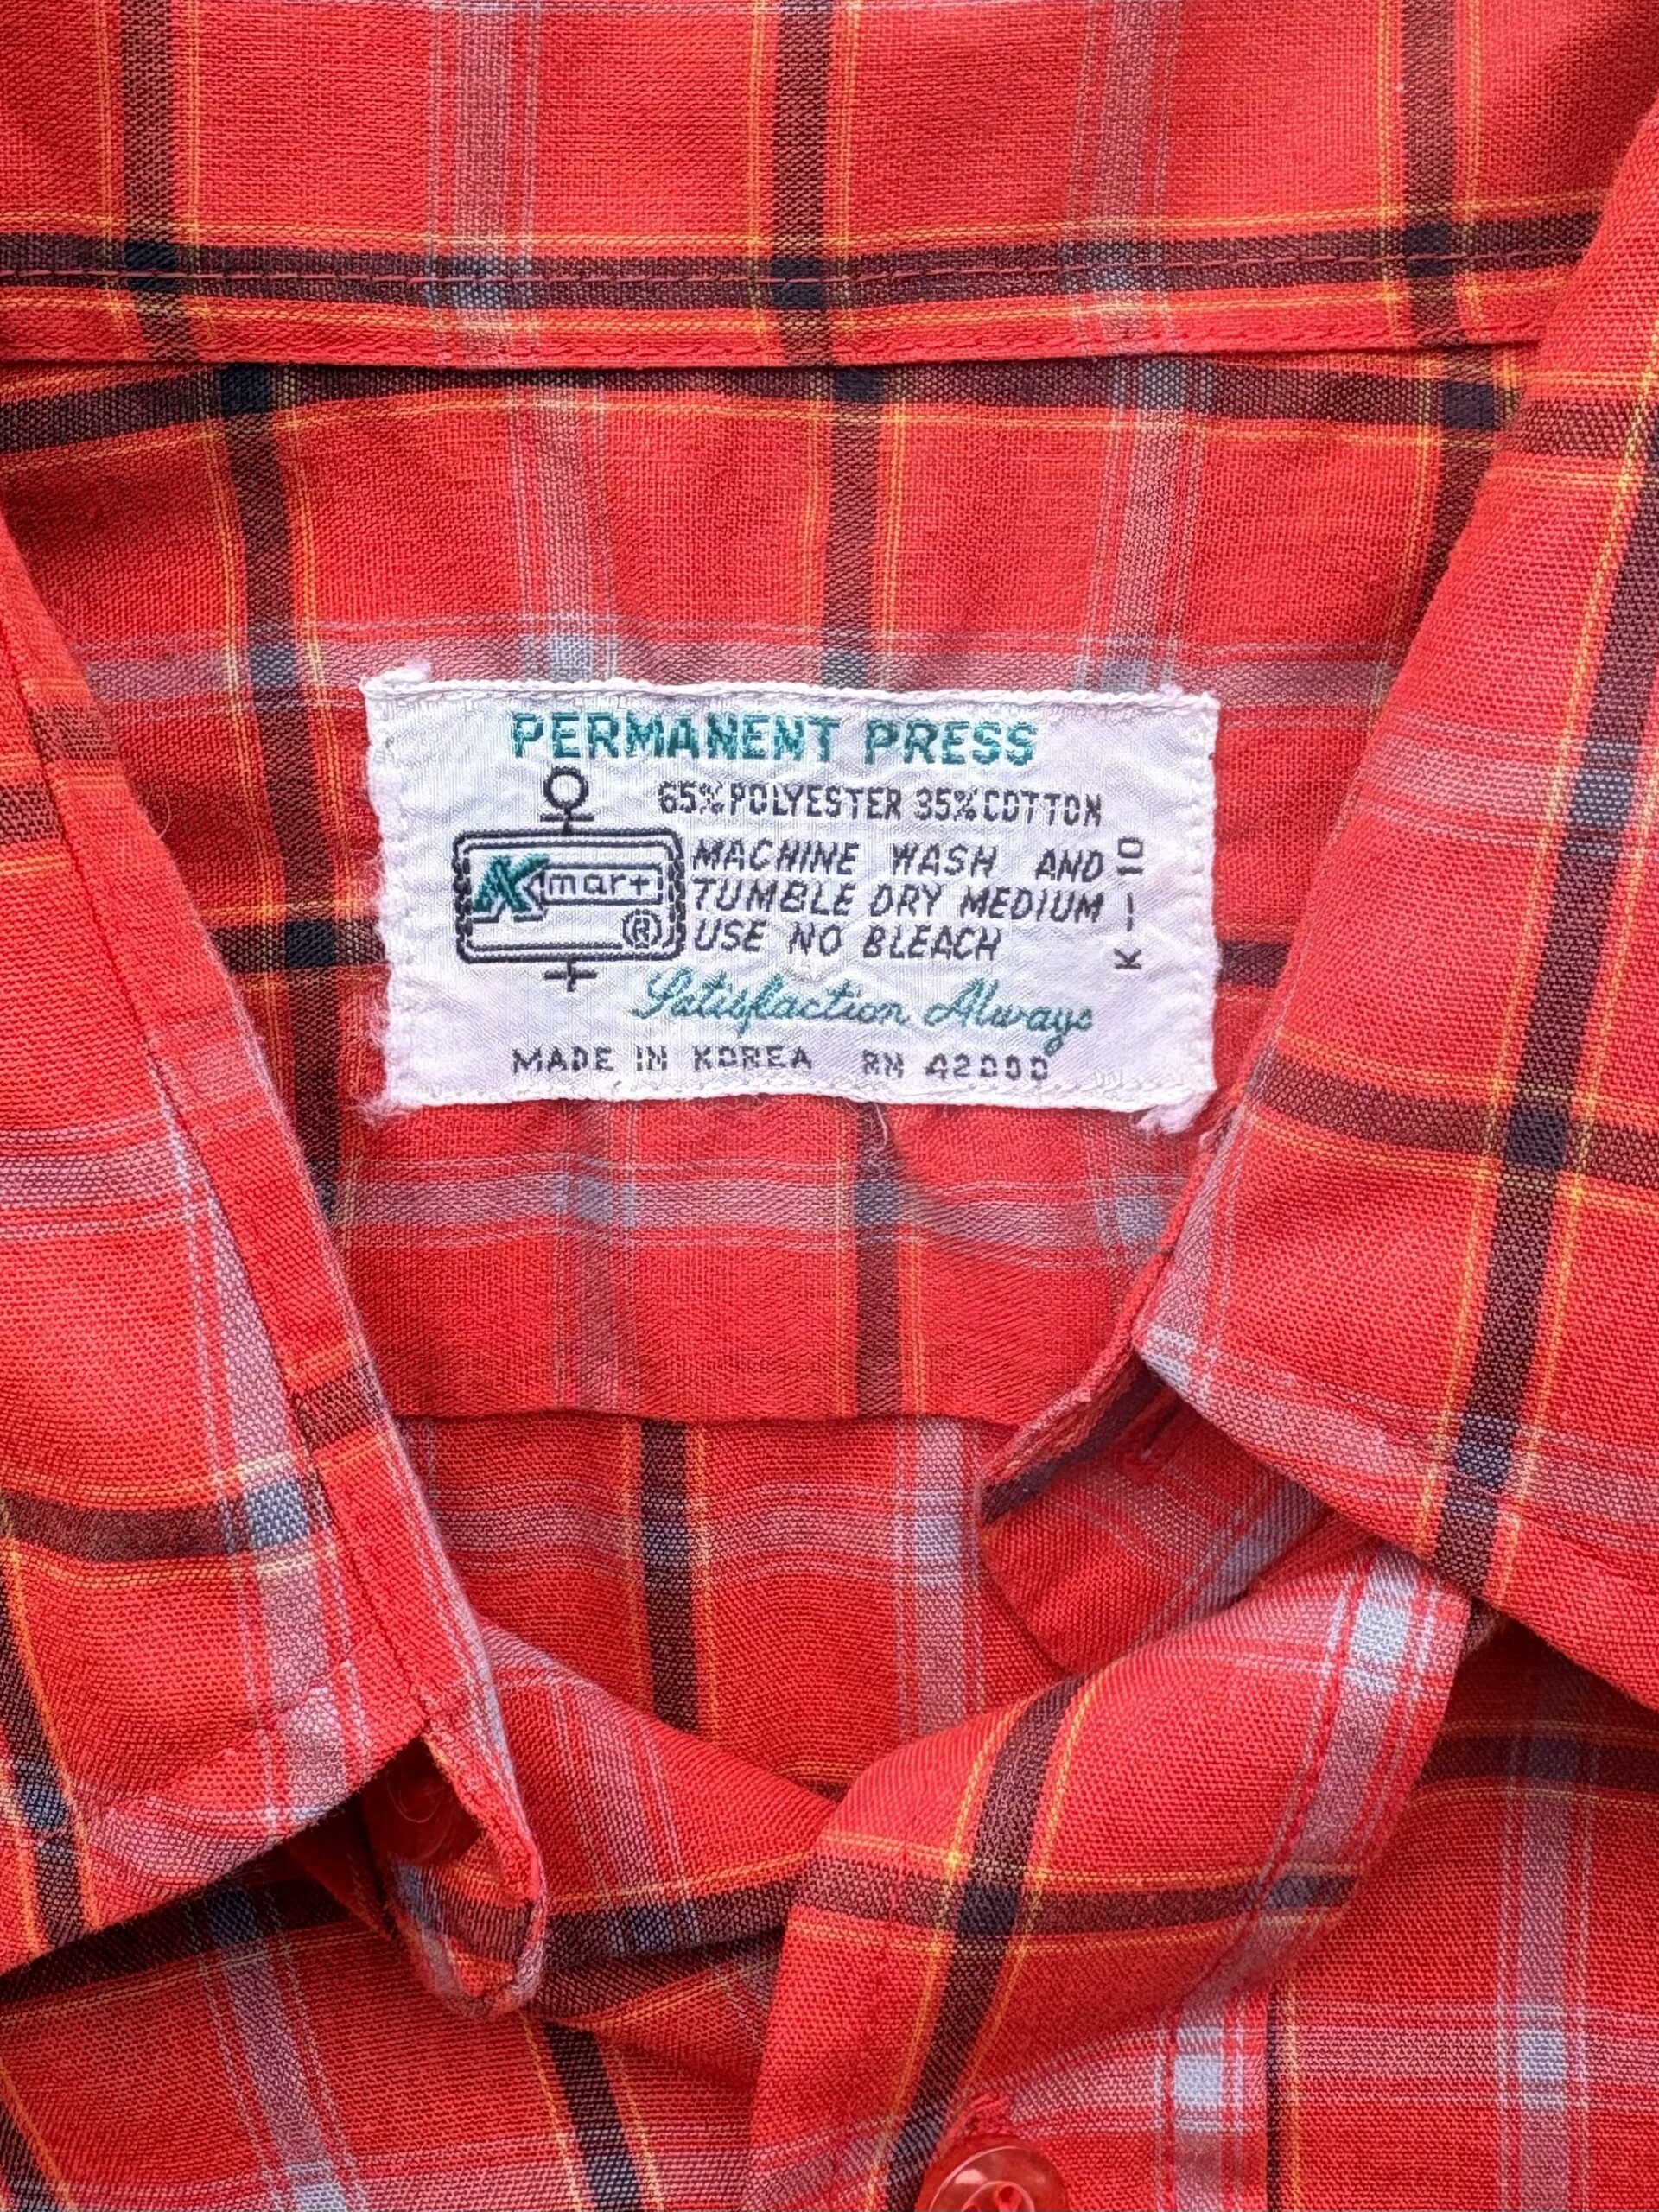 PERMANENT PRESS
65% POLYESTER 35% COTTON
MACHINE WASH AND
TUMBLE DRY MEDIUM
USE NO BLEACH
Kmart
®
K--10
Satisfaction Always
MADE IN KOREA RN 42000